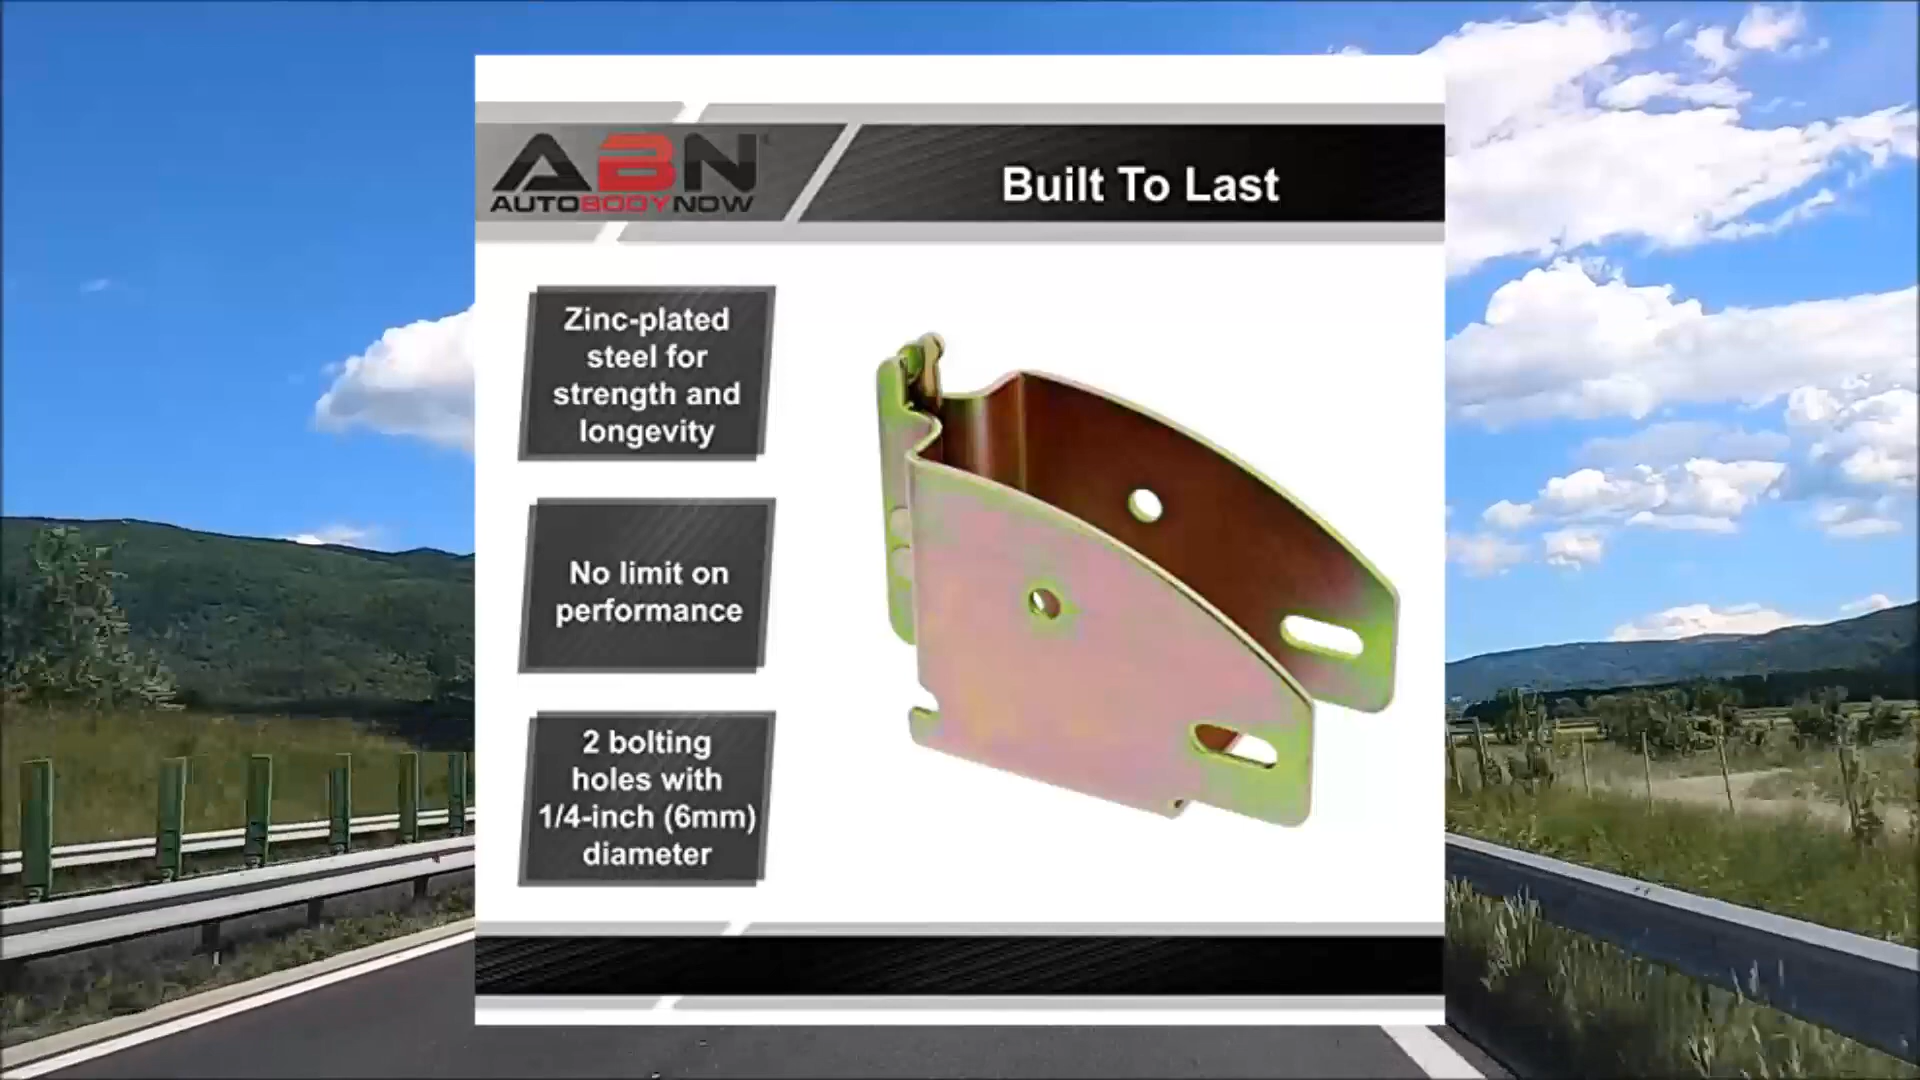 ABN
AUTOBODYNOW
Built To Last
Zinc-plated
steel for
strength and
longevity
No limit on
performance
2 bolting
holes with
1/4-inch (6mm)
diameter